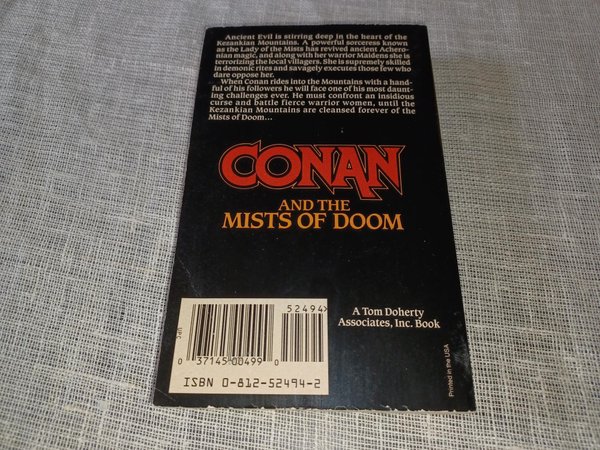 Ancient Evil is stirring deep in the heart of the
Kezankian Mountains. A powerful sorceress known
as the Lady of the Mists has revived ancient Achero-
nian magic, and along with her warrior Maidens she is
terrorizing the local villagers. She is supremely skilled
in demonic rites and savagely executes those few who
dare oppose her.
When Conan rides into the Mountains with a hand-
ful of his followers he will face one of his most daunt-
ing challenges ever. He must confront an insidious
curse and battle fierce warrior women, until the
Kezankian Mountains are cleansed forever of the
Mists of Doom...
CONAN
AND THE
MISTS OF DOOM
52494>
A Tom Doherty
Associates, Inc. Book
0 37145 00499 0
ISBN 0-812-52494-2
Printed in the USA